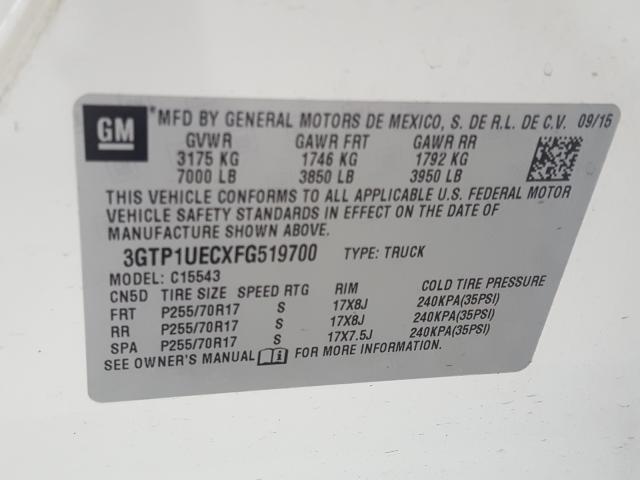 GM
*MFD BY GENERAL MOTORS DE MEXICO, S. DE R.L. DE C.V. 09/15
GVWR GAWR FRT GAWR RR
3175 KG 1746 KG 1792 KG
7000 LB 3850 LB 3950 LB
THIS VEHICLE CONFORMS TO ALL APPLICABLE U.S. FEDERAL MOTOR
VEHICLE SAFETY STANDARDS IN EFFECT ON THE DATE OF
MANUFACTURE SHOWN ABOVE.
3GTP1UECXFG519700 TYPE: TRUCK
MODEL: C15543
CN5D TIRE SIZE SPEED RTG RIM COLD TIRE PRESSURE
FRT P255/70R17 S 17X8J 240KPA(35PSI)
RR P255/70R17 S 17X8J 240KPA(35PSI)
SPA P255/70R17 S 17X7.5J 240KPA(35PSI)
SEE OWNER'S MANUAL i FOR MORE INFORMATION.